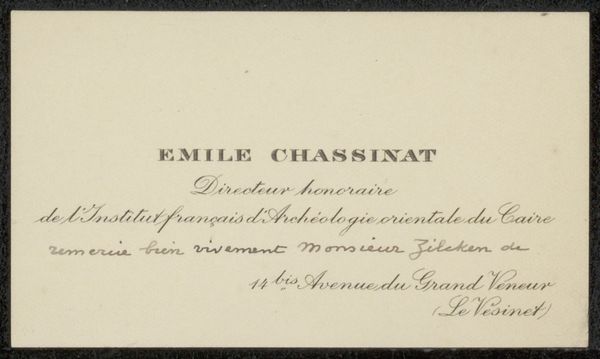 EMILE CHASSINAT
Directeur honoraire
de l'Institut français d'Archéologie orientale du Caire
remercie bien vivement Monsieur Zilcken de
14 bis Avenue du Grand Veneur
(Le Vésinet)